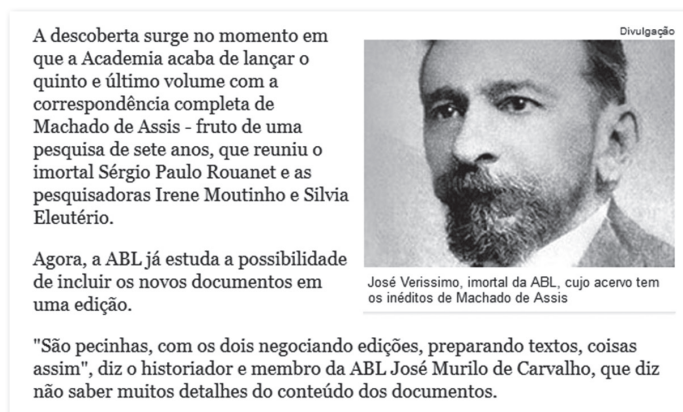 A descoberta surge no momento em
que a Academia acaba de lançar o
quinto e último volume com a
correspondência completa de
Machado de Assis - fruto de uma
pesquisa de sete anos, que reuniu o
imortal Sérgio Paulo Rouanet e as
pesquisadoras Irene Moutinho e Silvia
Eleutério.
Divulgação
José Verissimo, imortal da ABL, cujo acervo tem
os inéditos de Machado de Assis
Agora, a ABL já estuda a possibilidade
de incluir os novos documentos em
uma edição.
"São pecinhas, com os dois negociando edições, preparando textos, coisas
assim", diz o historiador e membro da ABL José Murilo de Carvalho, que diz
não saber muitos detalhes do conteúdo dos documentos.